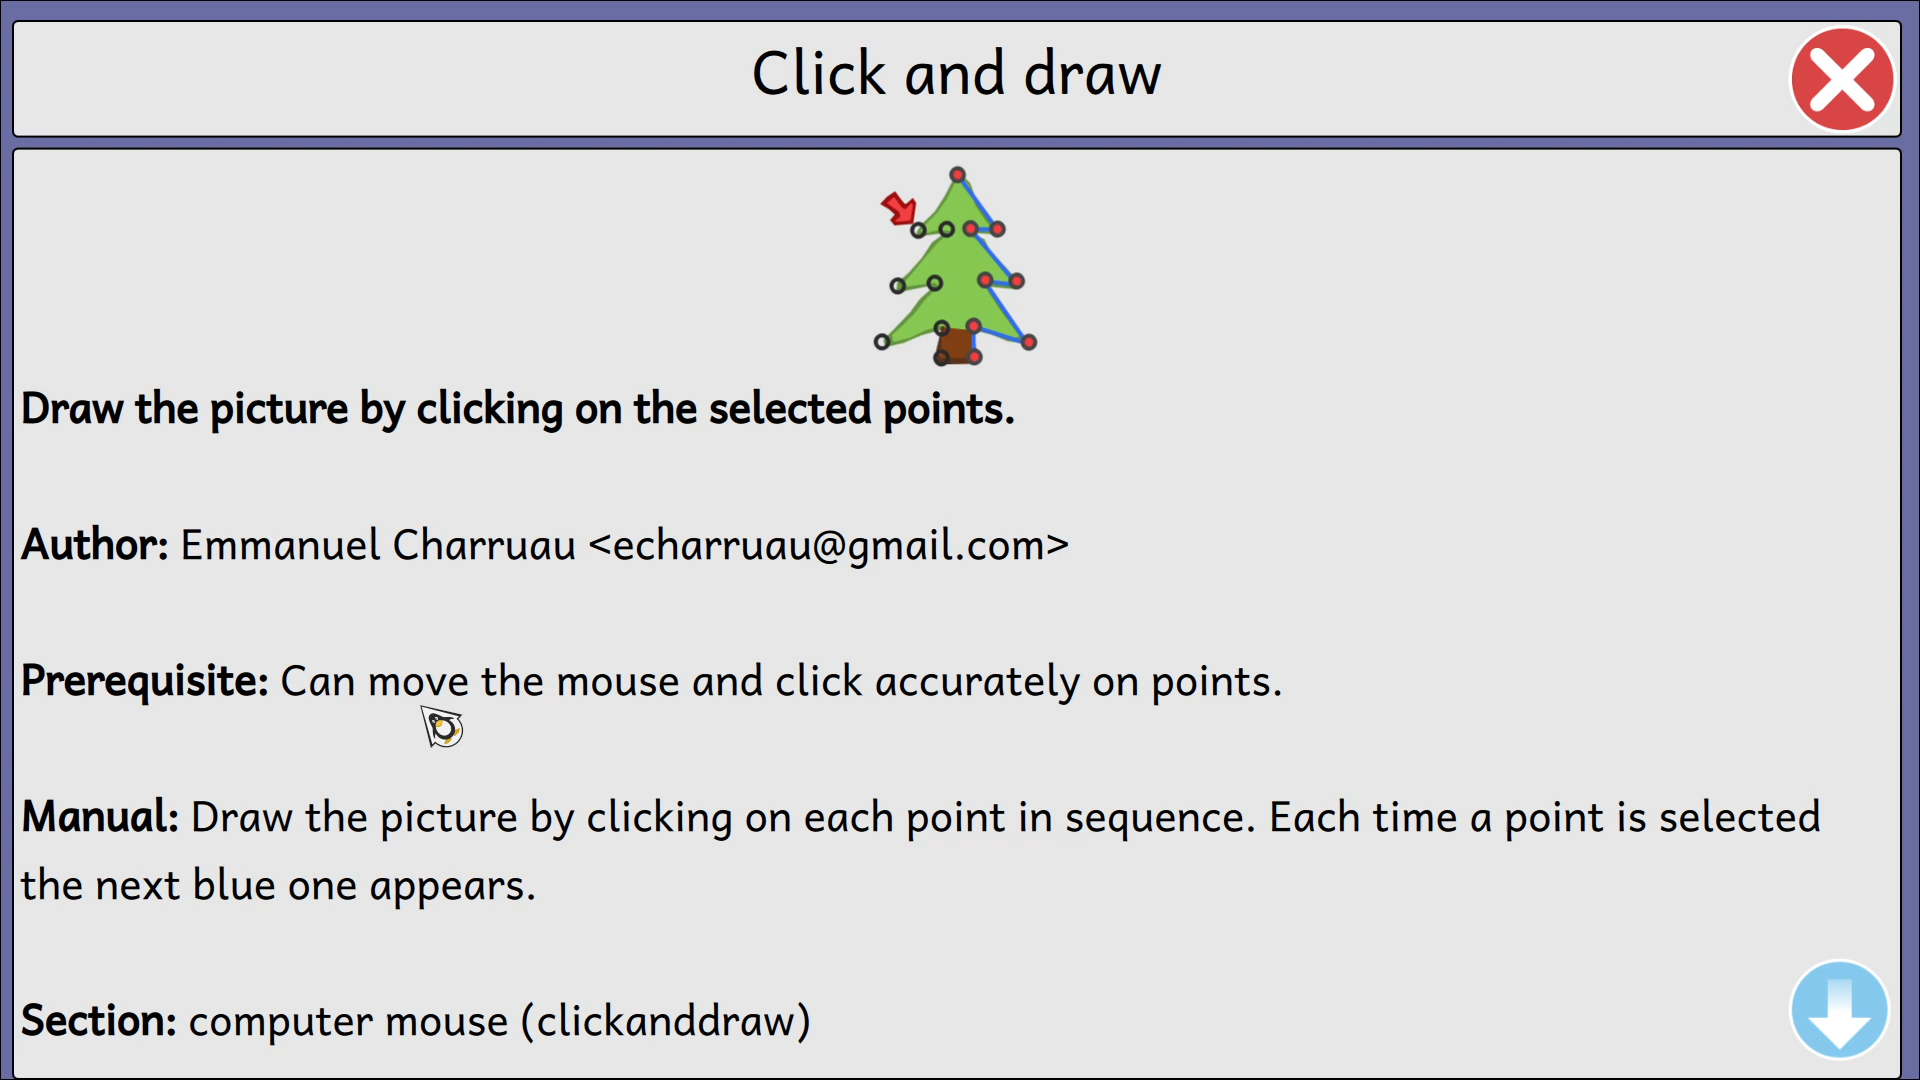 Click and draw
Draw the picture by clicking on the selected points.
Author: Emmanuel Charruau <echarruau@gmail.com>
Prerequisite: Can move the mouse and click accurately on points.
Manual: Draw the picture by clicking on each point in sequence. Each time a point is selected
the next blue one appears.
Section: computer mouse (clickanddraw)